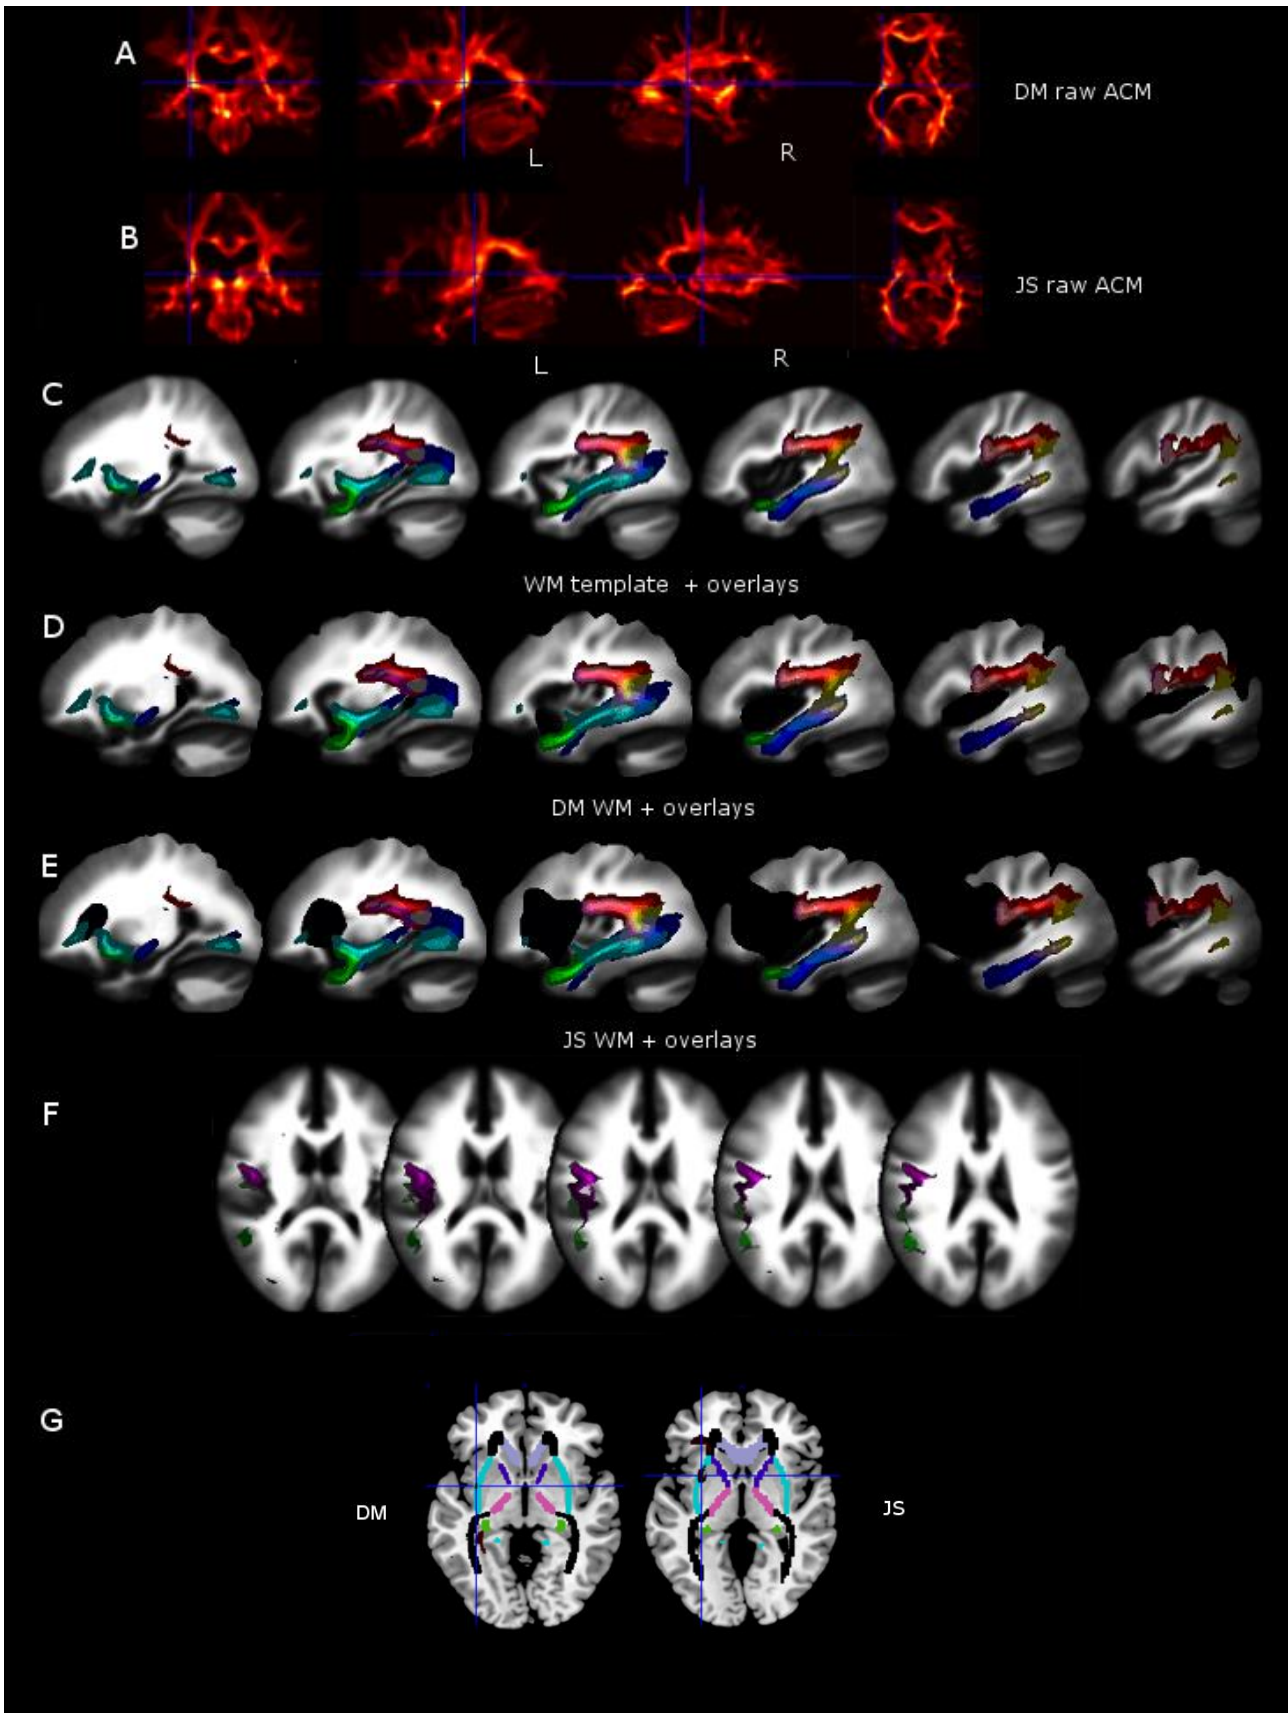 A
DM raw ACM
L
R
B
JS raw ACM
L
R
C
WM template + overlays
D
DM WM + overlays
E
JS WM + overlays
F
G
DM
JS